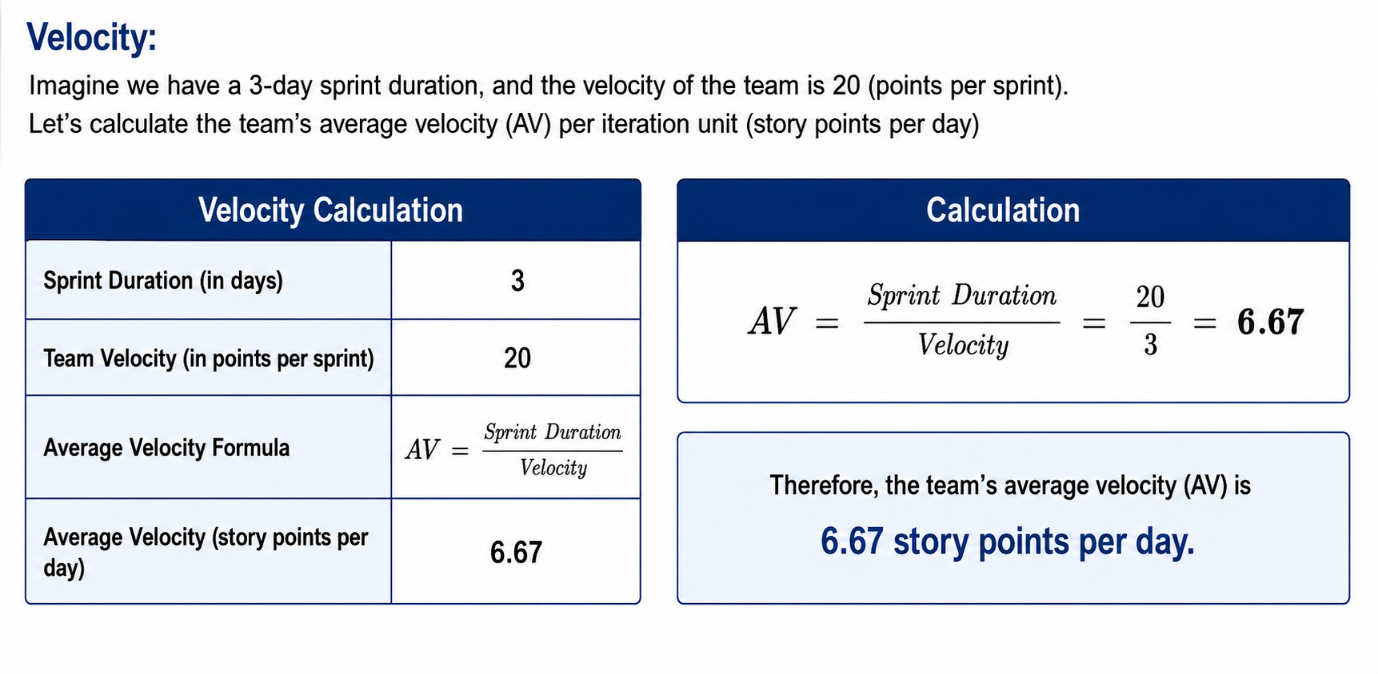 Velocity:
Imagine we have a 3-day sprint duration, and the velocity of the team is 20 (points per sprint).
Let’s calculate the team’s average velocity (AV) per iteration unit (story points per day)
Velocity Calculation
Sprint Duration (in days) 3
Team Velocity (in points per sprint) 20
Average Velocity Formula AV = Sprint Duration / Velocity
Average Velocity (story points per
day) 6.67
Calculation
AV = Sprint Duration / Velocity = 20 / 3 = 6.67
Therefore, the team’s average velocity (AV) is
6.67 story points per day.